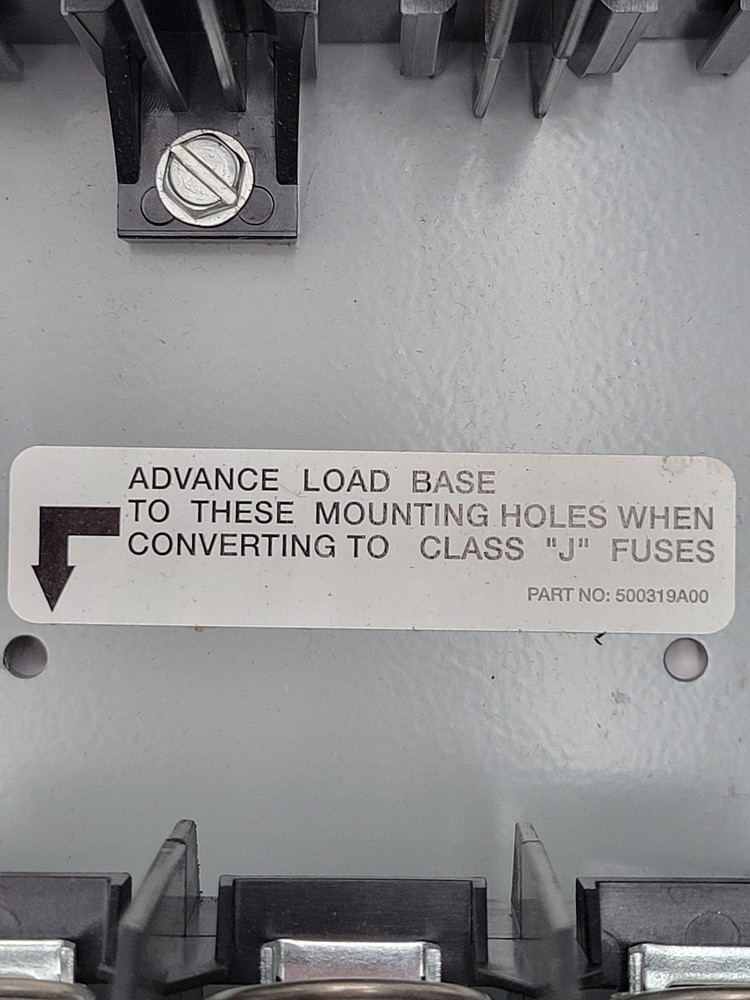 ADVANCE LOAD BASE
TO THESE MOUNTING HOLES WHEN
CONVERTING TO CLASS "J" FUSES
PART NO: 500319A00